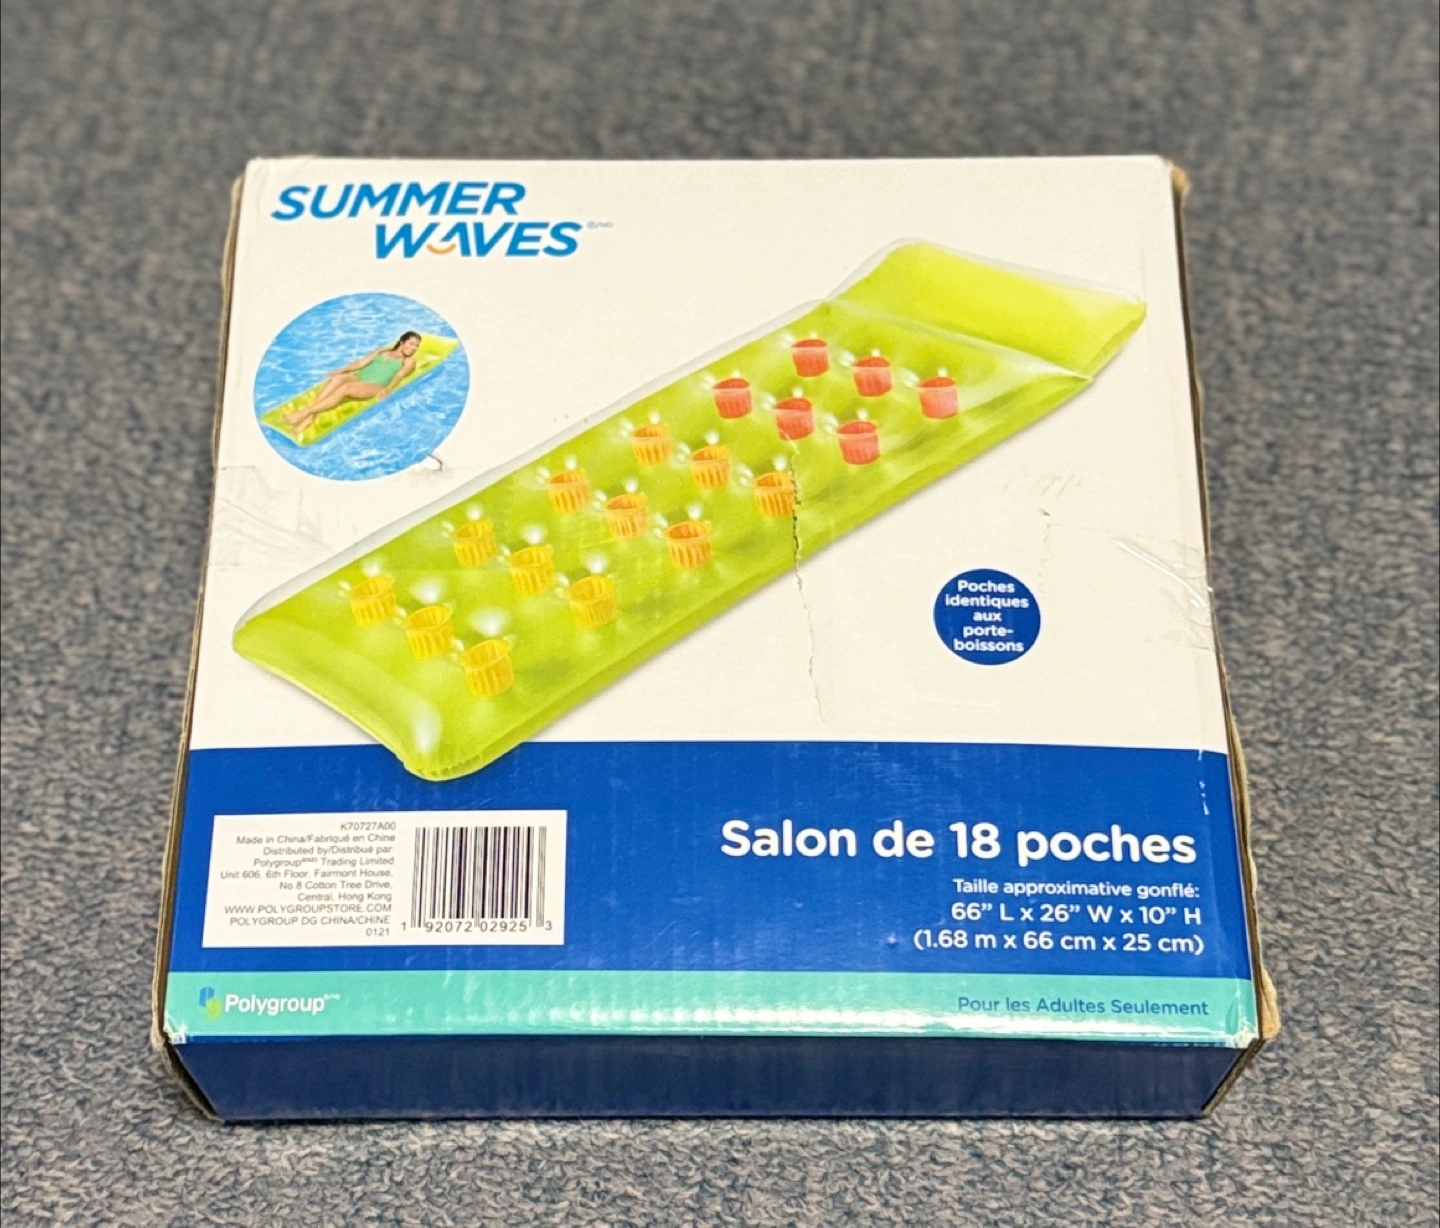 SUMMER
WAVES
Poches
identiques
aux
porte-
boissons
Salon de 18 poches
Taille approximative gonflé:
66” L x 26” W x 10” H
(1.68 m x 66 cm x 25 cm)
K70727A00
Made in China/Fabriqué en Chine
Distributed by/Distribué par:
Polygroup®/MD Trading Limited
Unit 606, 6th Floor, Fairmont House,
No.8 Cotton Tree Drive,
Central, Hong Kong
WWW.POLYGROUPSTORE.COM
POLYGROUP DG CHINA/CHINE
0121
1 92072 02925 3
Polygroup
Pour les Adultes Seulement